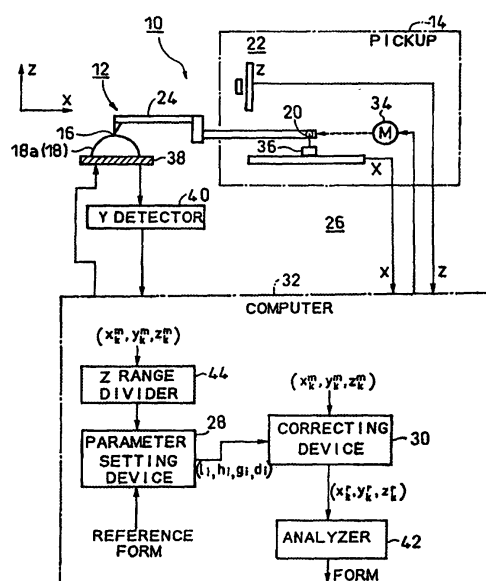 10
14
PICKUP
22
Z
Z
12
24
34
20
M
X
16
36
18a(18)
38
X
40
Y DETECTOR
26
X
Z
32
COMPUTER
(x_k^m, y_k^m, z_k^m)
44
Z RANGE DIVIDER
(x_k^m, y_k^m, z_k^m)
28
PARAMETER SETTING DEVICE
(l_i, h_i, g_i, d_i)
CORRECTING DEVICE
30
(x_k^r, y_k^r, z_k^r)
REFERENCE FORM
ANALYZER
42
FORM